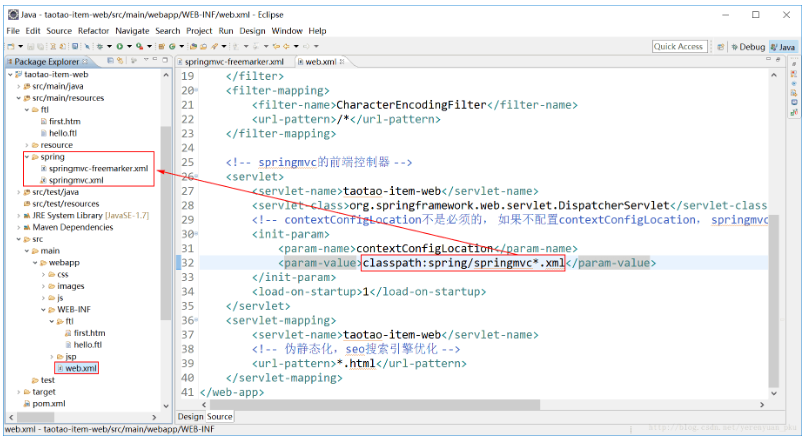 Java - taotao-item-web/src/main/webapp/WEB-INF/web.xml - Eclipse
File Edit Source Refactor Navigate Search Project Run Design Window Help
Quick Access
Debug
Java
Package Explorer
taotao-item-web
src/main/java
src/main/resources
ftl
first.htm
hello.ftl
resource
spring
springmvc-freemarker.xml
springmvc.xml
src/test/java
src/test/resources
JRE System Library [JavaSE-1.7]
Maven Dependencies
src
main
webapp
css
images
js
WEB-INF
ftl
first.htm
hello.ftl
jsp
web.xml
test
target
pom.xml
springmvc-freemarker.xml
web.xml
19 </filter>
20 <filter-mapping>
21 <filter-name>CharacterEncodingFilter</filter-name>
22 <url-pattern>/*</url-pattern>
23 </filter-mapping>
24
25 <!-- springmvc的前端控制器 -->
26 <servlet>
27 <servlet-name>taotao-item-web</servlet-name>
28 <servlet-class>org.springframework.web.servlet.DispatcherServlet</servlet-class
29 <!-- contextConfigLocation不是必须的， 如果不配置contextConfigLocation， springmvc
30 <init-param>
31 <param-name>contextConfigLocation</param-name>
32 <param-value>classpath:spring/springmvc*.xml</param-value>
33 </init-param>
34 <load-on-startup>1</load-on-startup>
35 </servlet>
36 <servlet-mapping>
37 <servlet-name>taotao-item-web</servlet-name>
38 <!-- 伪静态化，seo搜索引擎优化 -->
39 <url-pattern>*.html</url-pattern>
40 </servlet-mapping>
41 </web-app>
Design Source
web.xml - taotao-item-web/src/main/webapp/WEB-INF